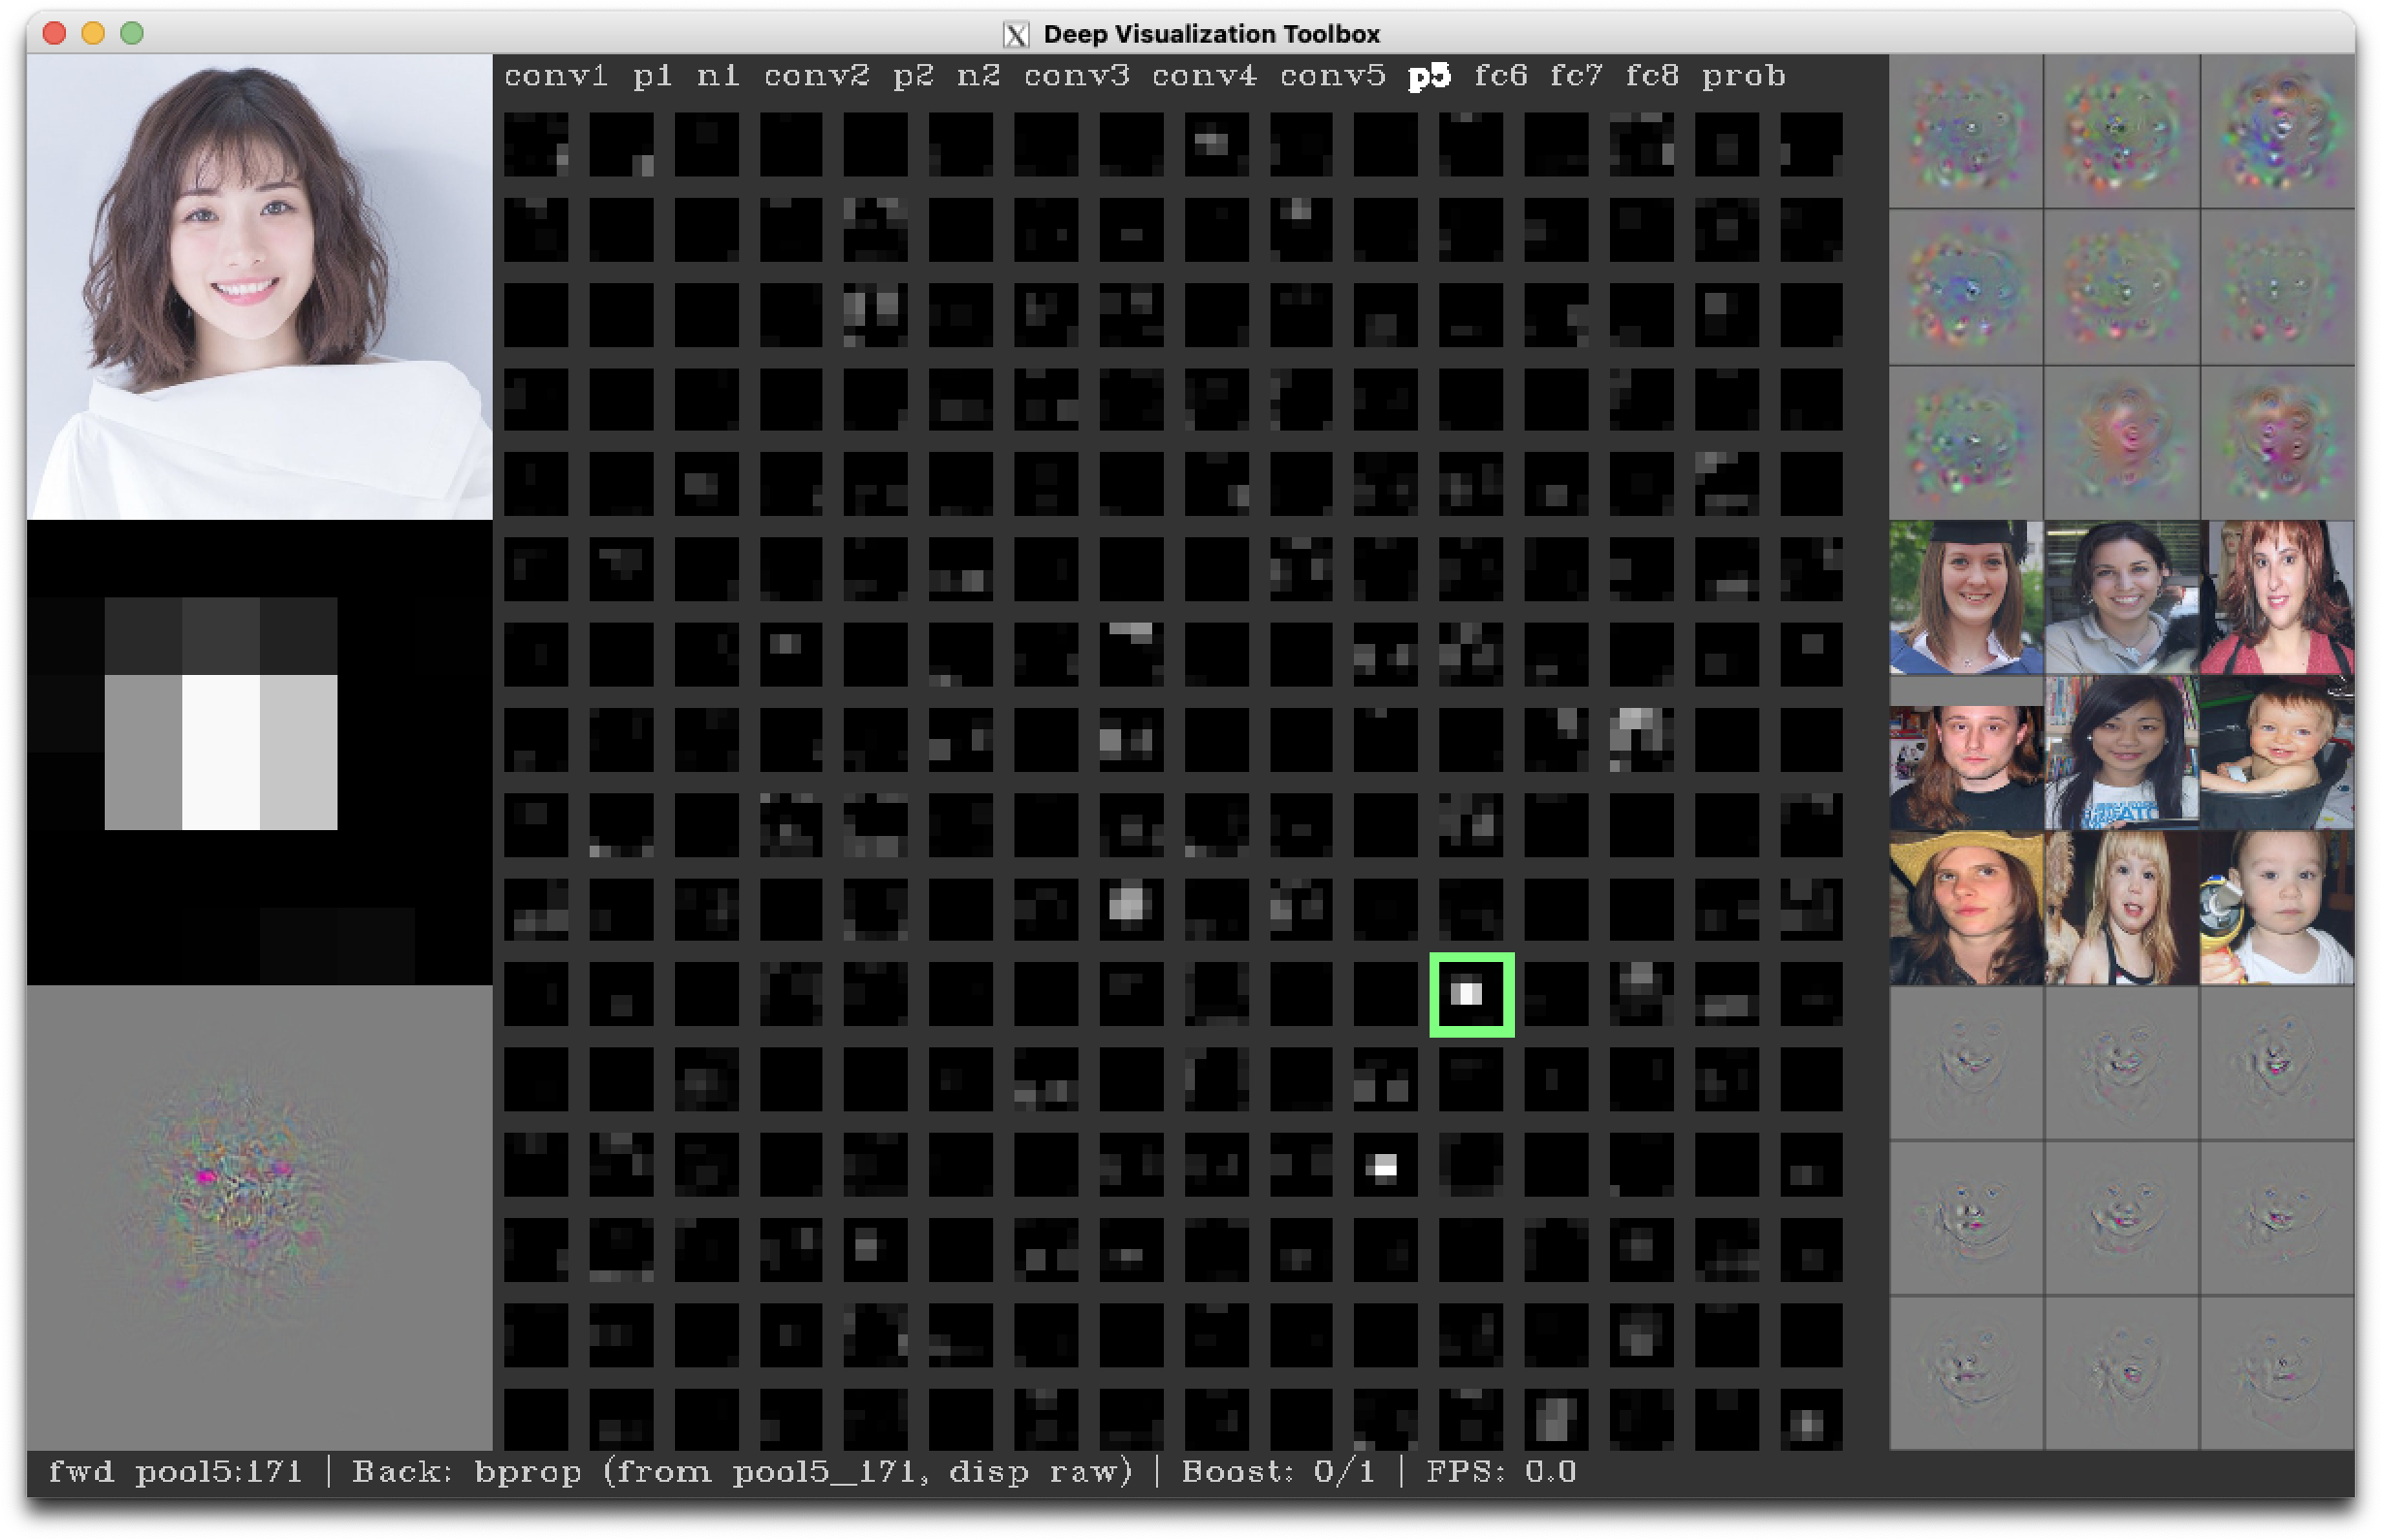 Deep Visualization Toolbox
conv1 p1 n1 conv2 p2 n2 conv3 conv4 conv5 p5 fc6 fc7 fc8 prob
fwd pool5:171 | Back: bprop (from pool5_171, disp raw) | Boost: 0/1 | FPS: 0.0